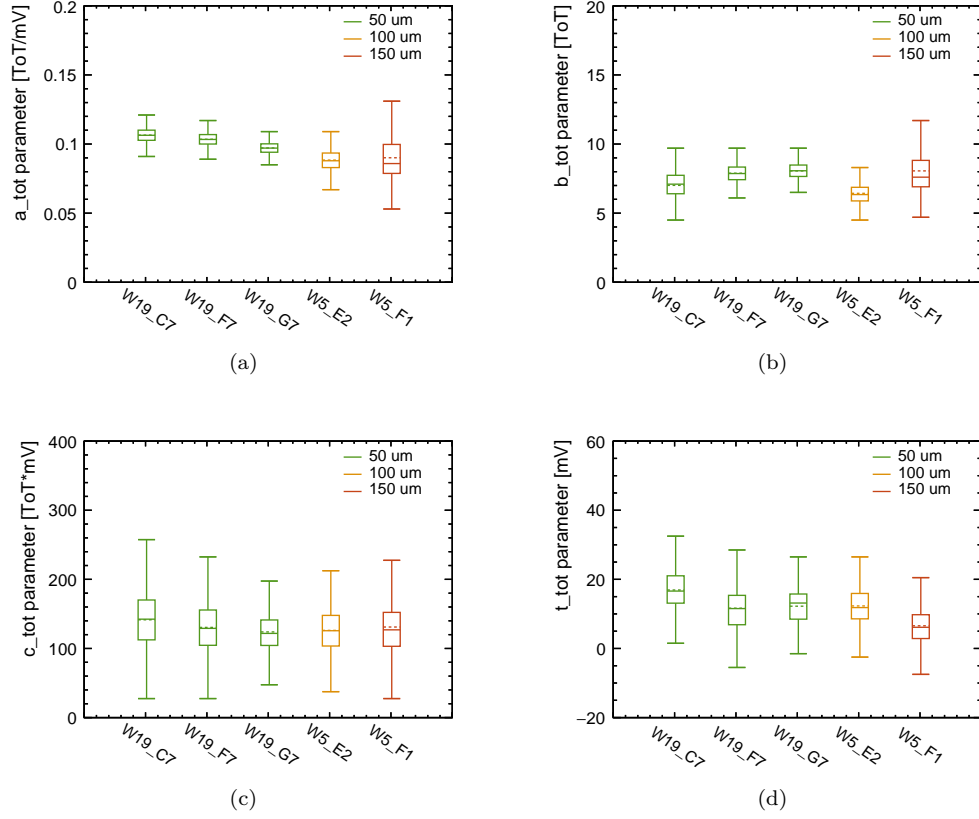 a_tot parameter [ToT/mV]
0.2
0.15
0.1
0.05
0
50 um
100 um
150 um
W19_C7
W19_F7
W19_G7
W5_E2
W5_F1
(a)
b_tot parameter [ToT]
20
15
10
5
0
50 um
100 um
150 um
W19_C7
W19_F7
W19_G7
W5_E2
W5_F1
(b)
c_tot parameter [ToT*mV]
400
300
200
100
0
50 um
100 um
150 um
W19_C7
W19_F7
W19_G7
W5_E2
W5_F1
(c)
t_tot parameter [mV]
60
40
20
0
−20
50 um
100 um
150 um
W19_C7
W19_F7
W19_G7
W5_E2
W5_F1
(d)